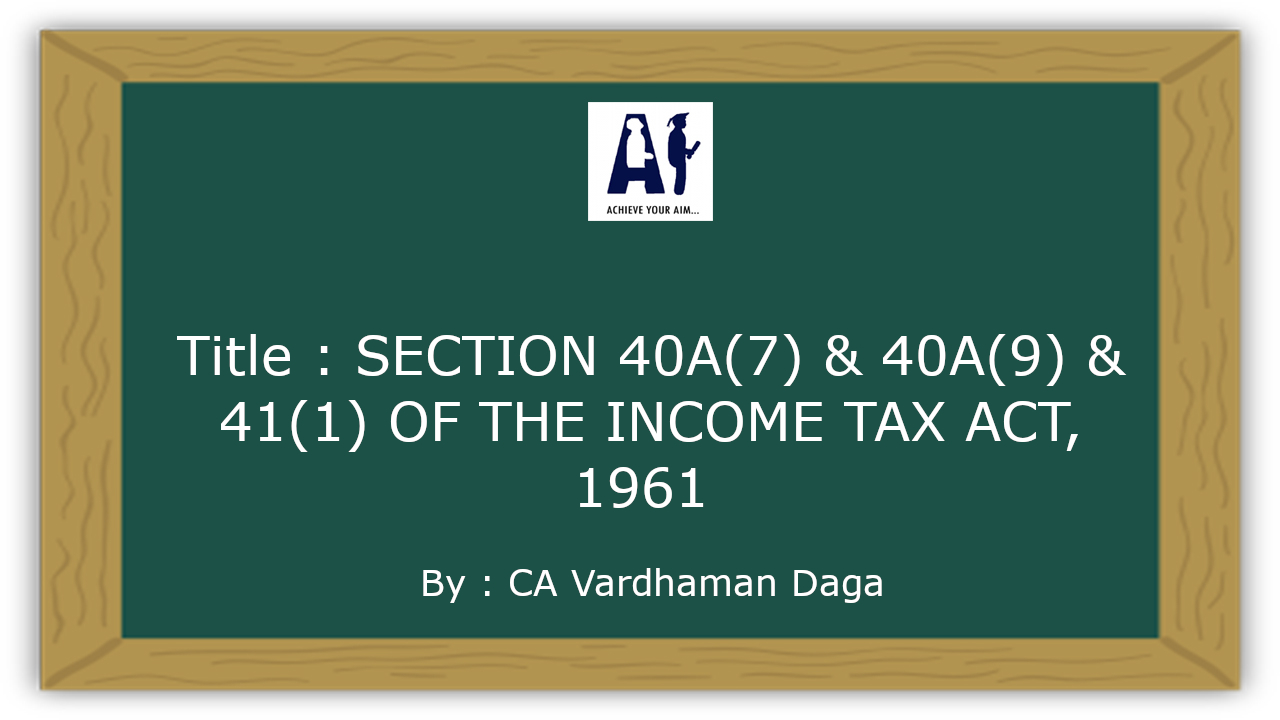 ACHIEVE YOUR AIM...
Title : SECTION 40A(7) & 40A(9) &
41(1) OF THE INCOME TAX ACT,
1961
By : CA Vardhaman Daga